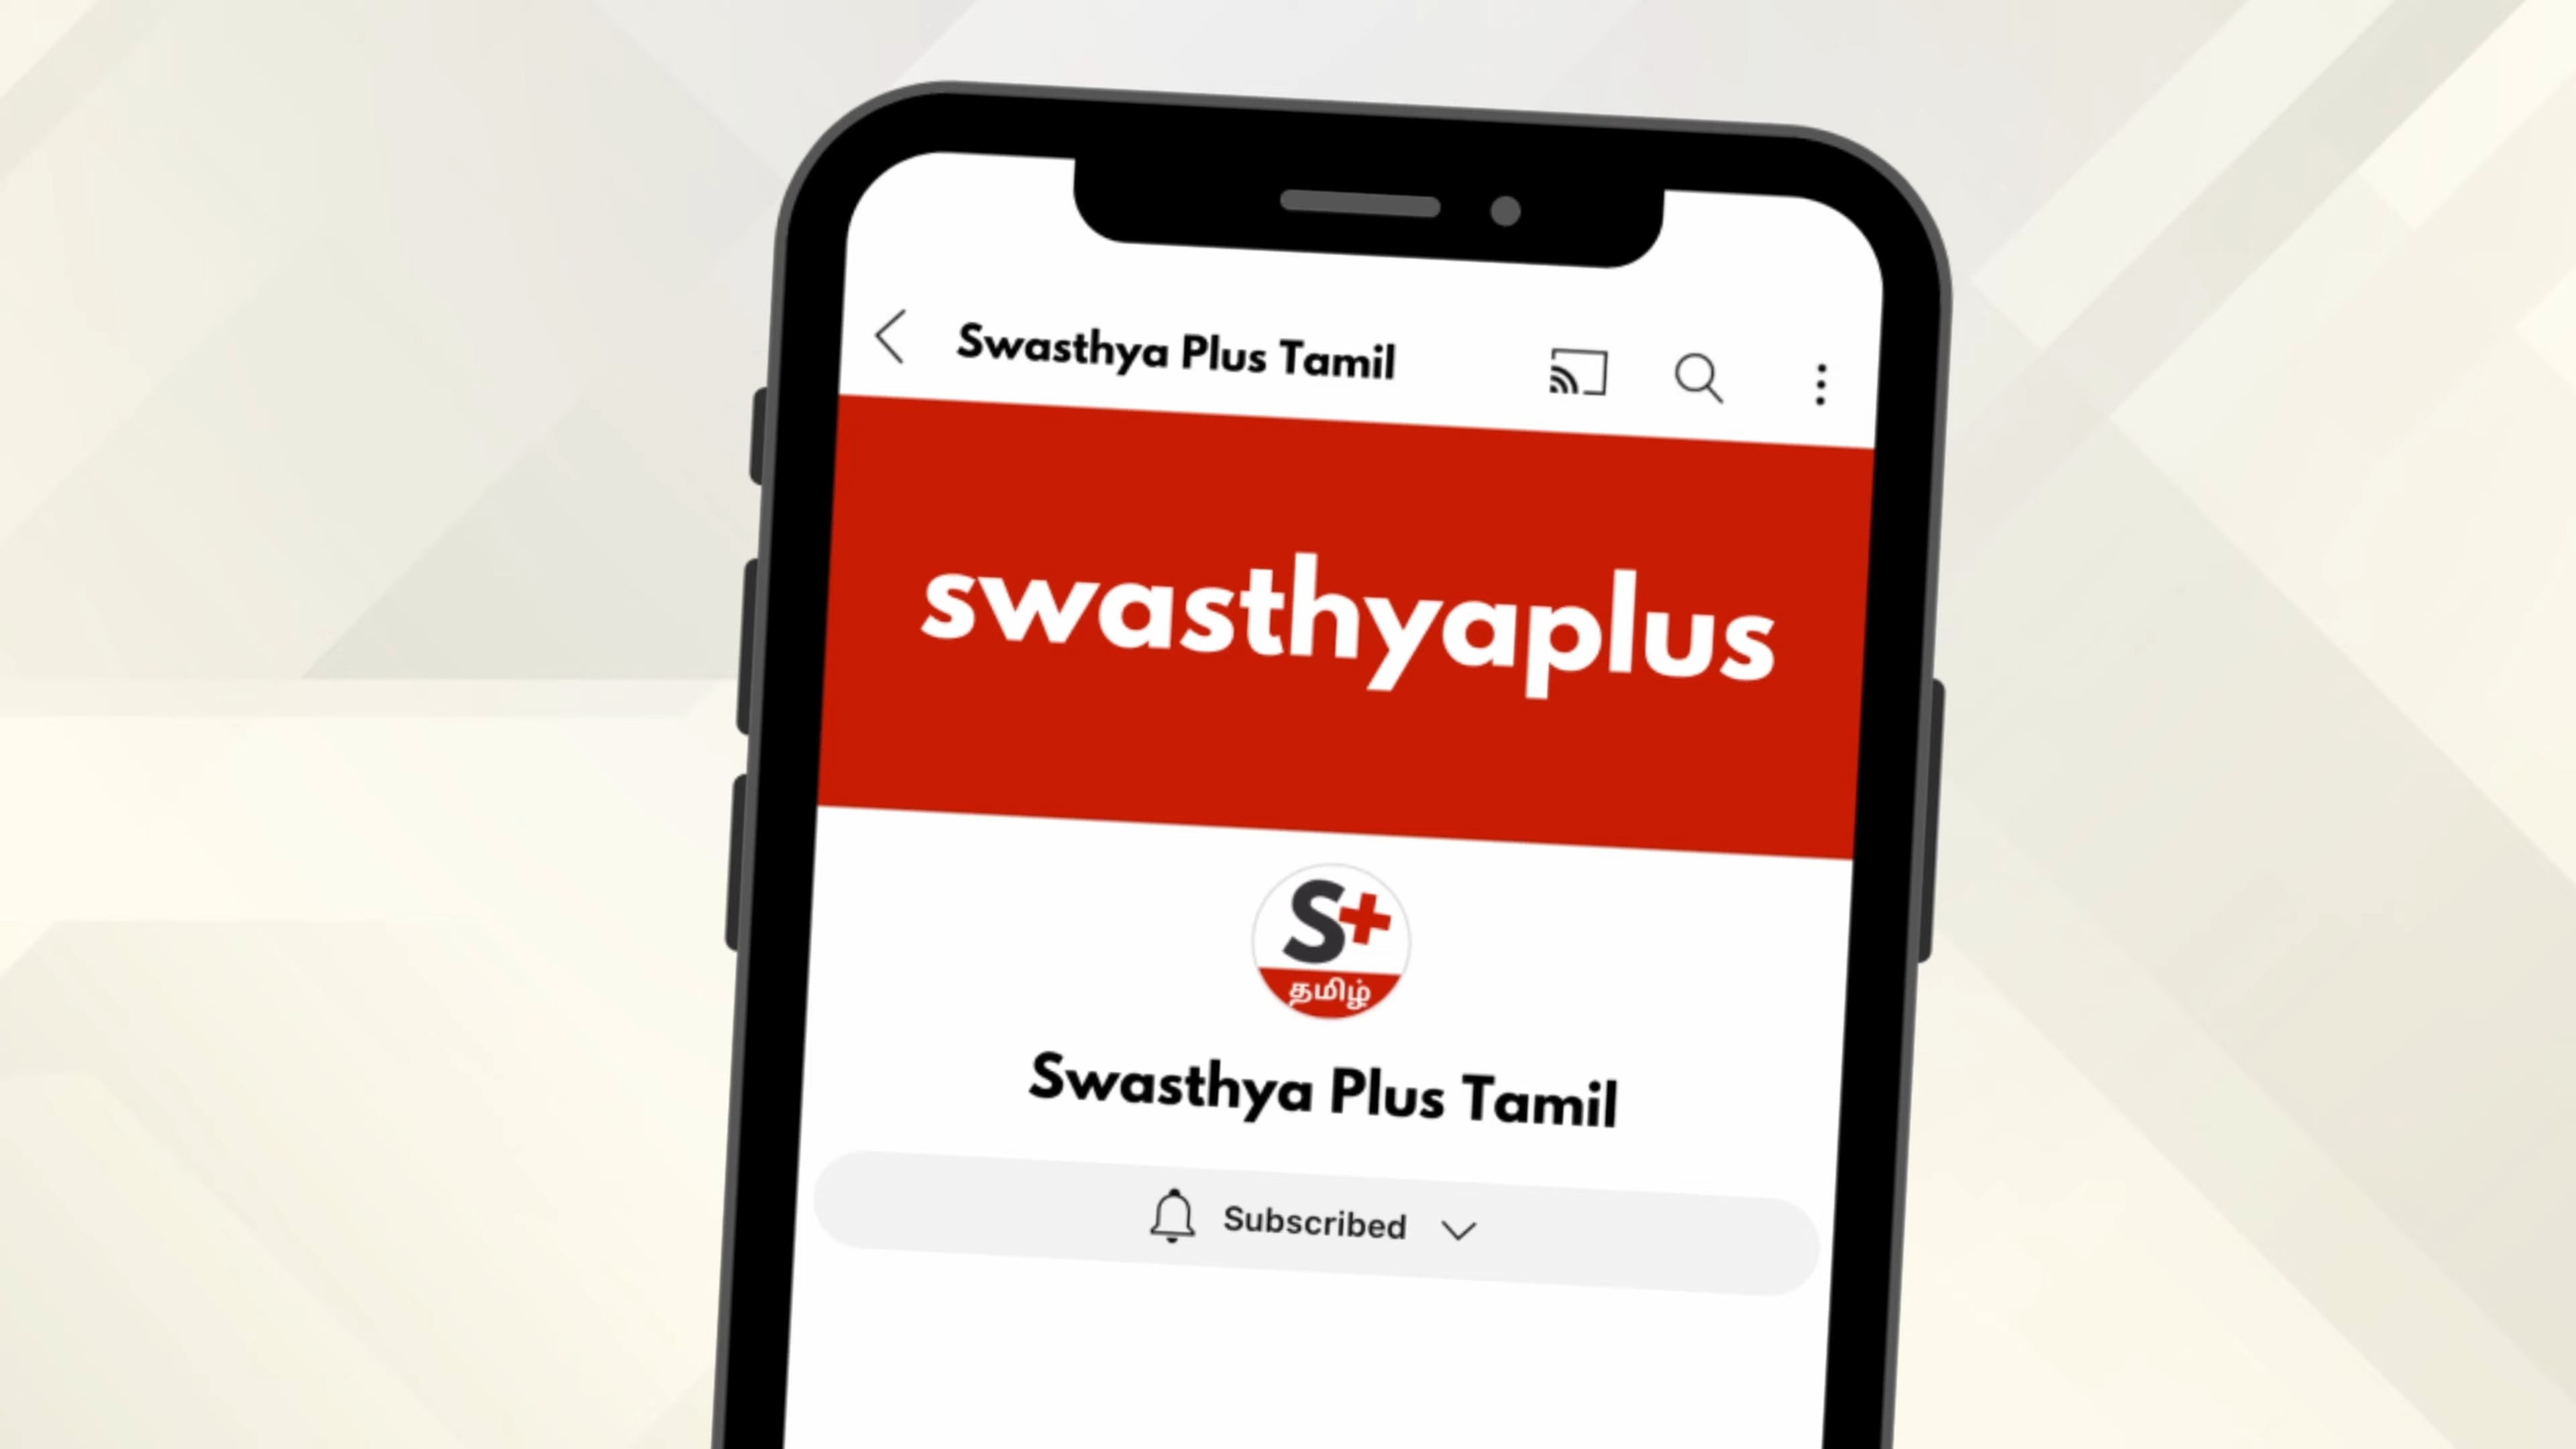 Swasthya Plus Tamil
swasthyaplus
S+
தமிழ்
Swasthya Plus Tamil
Subscribed